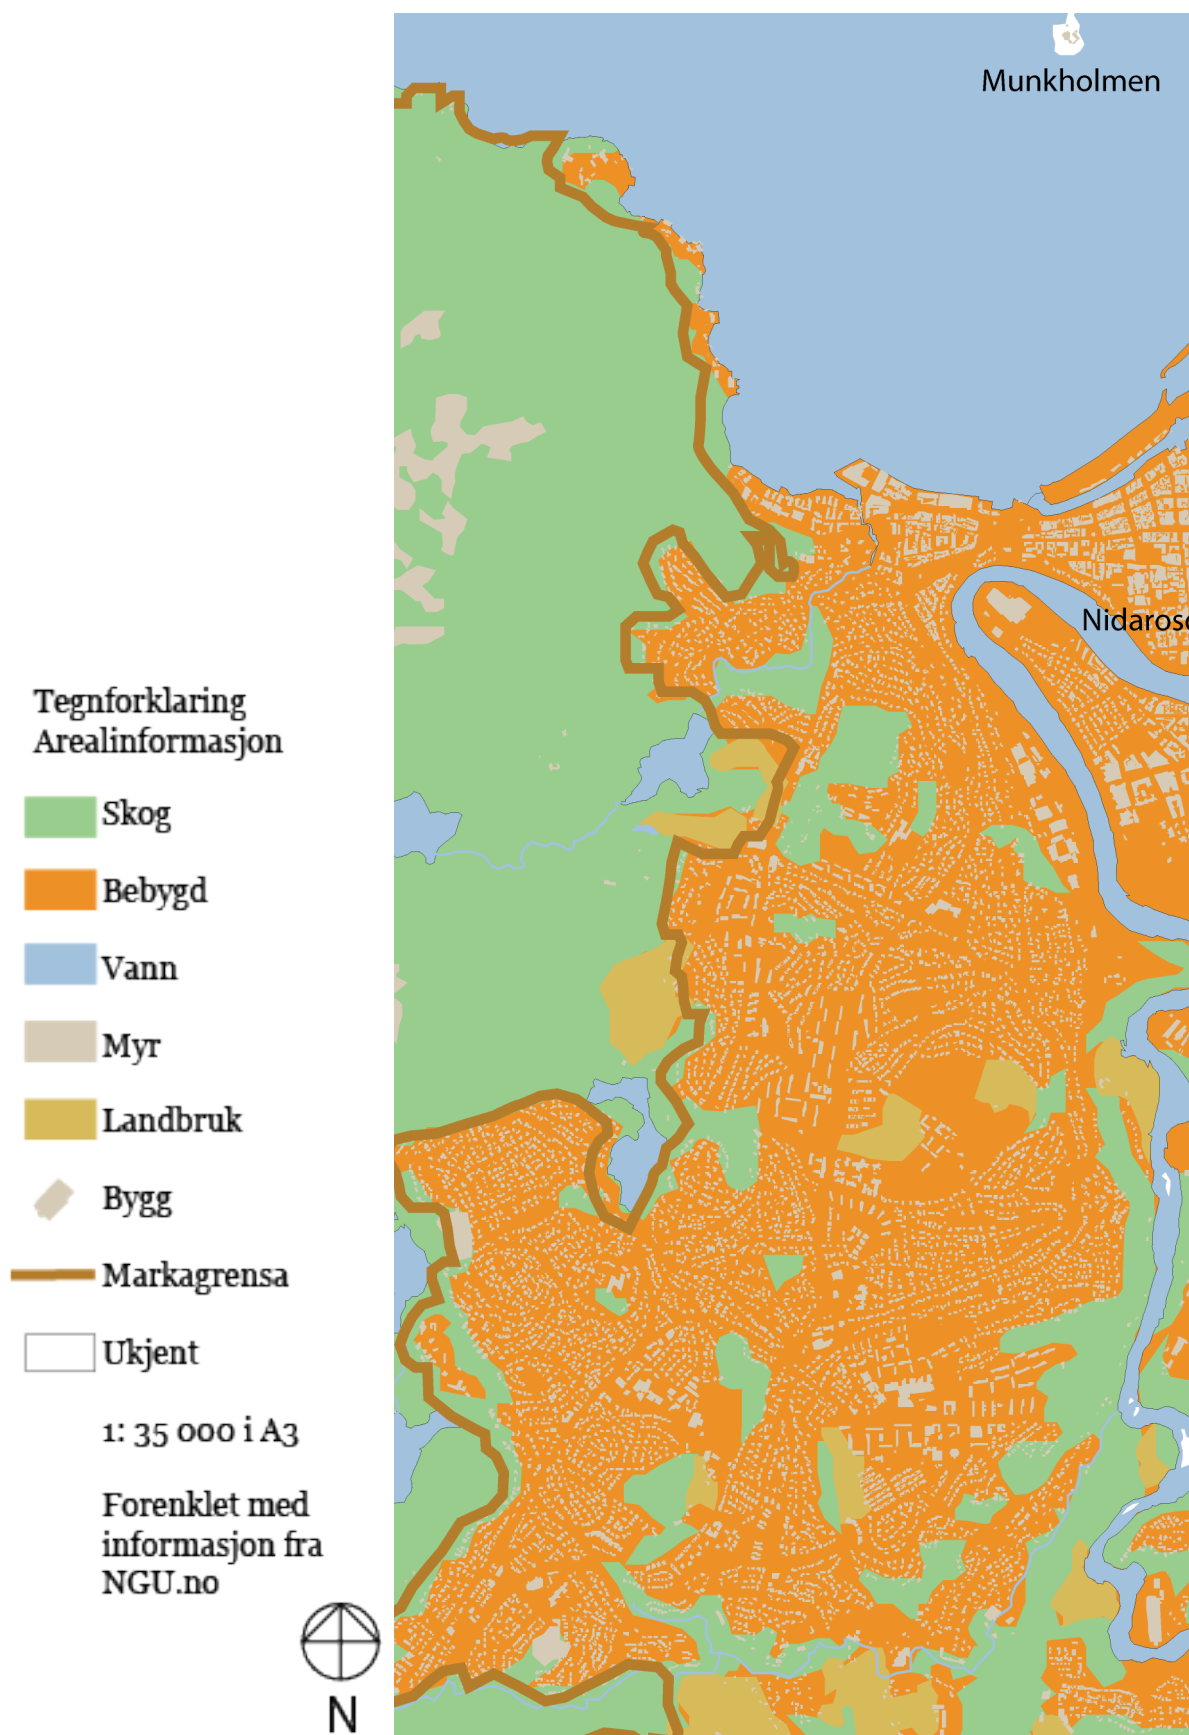 Munkholmen
Tegnforklaring
Arealinformasjon
Skog
Bebygd
Vann
Myr
Landbruk
Bygg
Markagrensa
Ukjent
1: 35 000 i A3
Forenklet med
informasjon fra
NGU.no
N